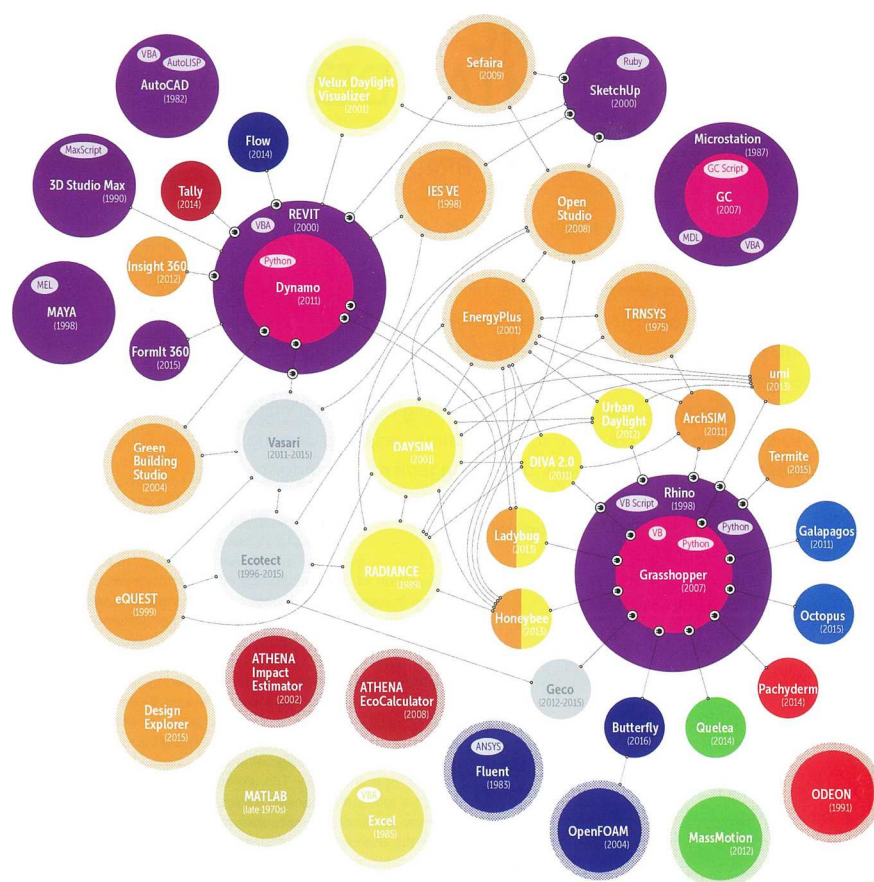 VBA
AutoLISP
AutoCAD
(1982)
Velux Daylight
Visualizer
(2001)
Sefaira
(2009)
Ruby
SketchUp
(2000)
Flow
(2014)
MaxScript
3D Studio Max
(1990)
Tally
(2014)
IES VE
(1998)
Open
Studio
(2008)
Microstation
(1987)
GC Script
GC
(2007)
MDL
VBA
REVIT
(2000)
VBA
Python
Dynamo
(2011)
Insight 360
(2012)
MEL
MAYA
(1998)
FormIt 360
(2015)
EnergyPlus
(2001)
TRNSYS
(1975)
umi
(2013)
Urban
Daylight
(2012)
ArchSIM
(2011)
Green
Building
Studio
(2004)
Vasari
(2011-2015)
DAYSIM
(2001)
DIVA 2.0
(2011)
Termite
(2015)
Rhino
(1998)
VB Script
Python
VB
Python
Grasshopper
(2007)
Ladybug
(2013)
Galapagos
(2011)
Ecotect
(1996-2015)
RADIANCE
(1989)
eQUEST
(1999)
Honeybee
(2013)
Octopus
(2015)
ATHENA
Impact
Estimator
(2002)
ATHENA
EcoCalculator
(2008)
Geco
(2012-2015)
Pachyderm
(2014)
Design
Explorer
(2015)
Butterfly
(2016)
Quelea
(2014)
ANSYS
Fluent
(1983)
MATLAB
(late 1970s)
VBA
Excel
(1985)
OpenFOAM
(2004)
MassMotion
(2012)
ODEON
(1991)